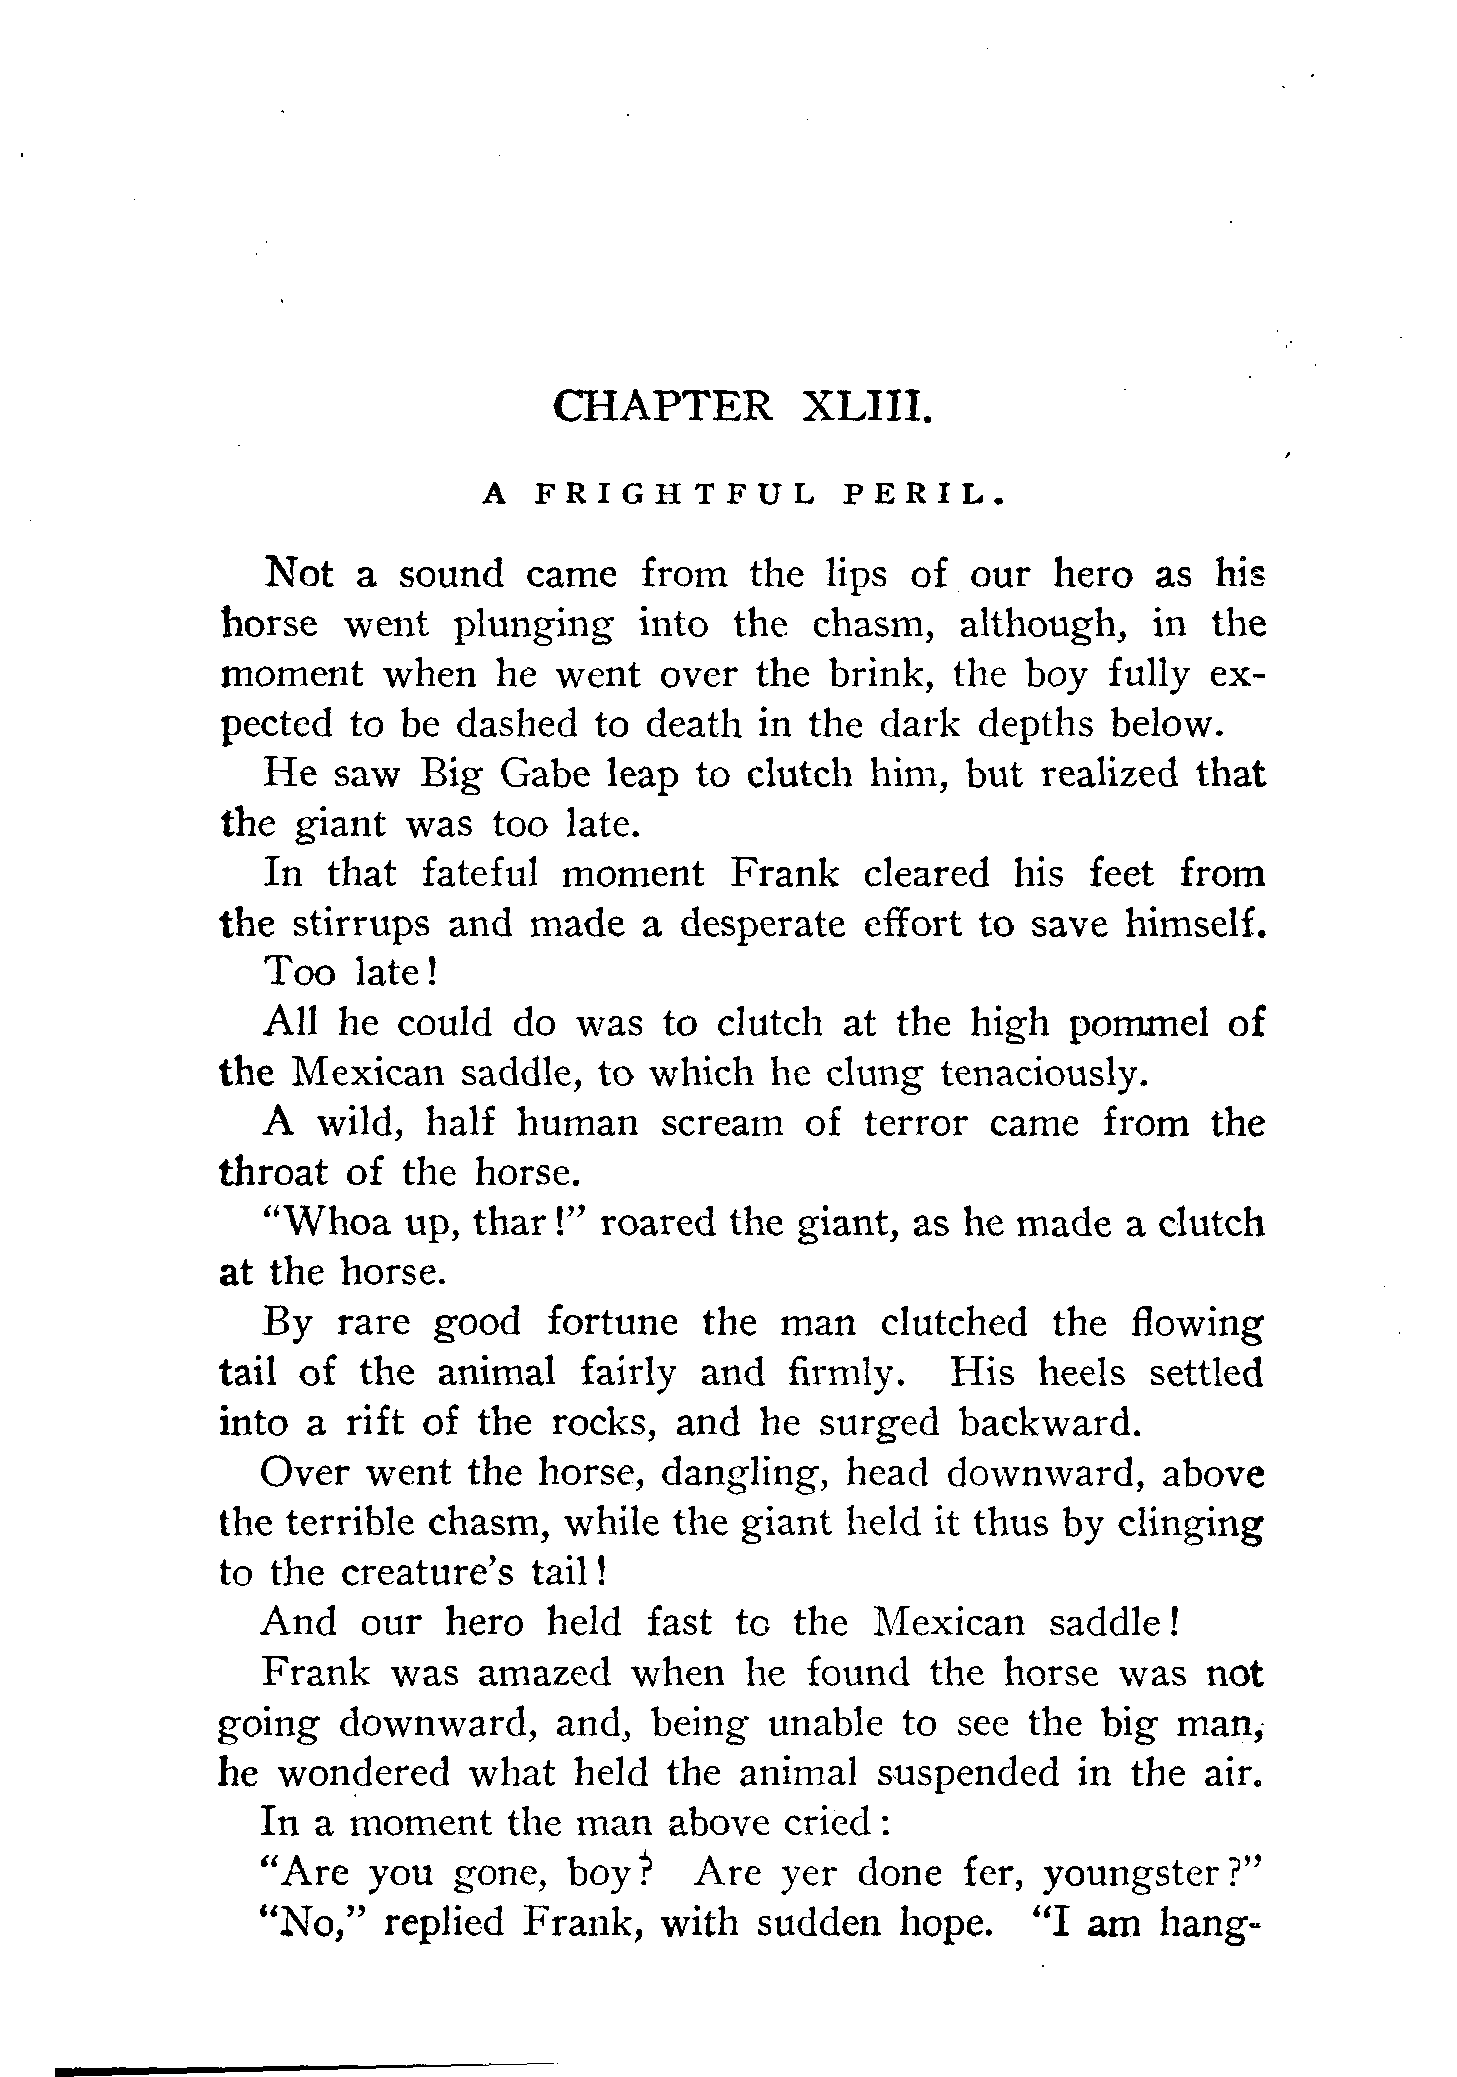 CHAPTER XLIII.
A FRIGHTFUL PERIL.
Not a sound came from the lips of our hero as his
horse went plunging into the chasm, although, in the
moment when he went over the brink, the boy fully ex-
pected to be dashed to death in the dark depths below.
He saw Big Gabe leap to clutch him, but realized that
the giant was too late.
In that fateful moment Frank cleared his feet from
the stirrups and made a desperate effort to save himself.
Too late!
All he could do was to clutch at the high pommel of
the Mexican saddle, to which he clung tenaciously.
A wild, half human scream of terror came from the
throat of the horse.
"Whoa up, thar!" roared the giant, as he made a clutch
at the horse.
By rare good fortune the man clutched the flowing
tail of the animal fairly and firmly. His heels settled
into a rift of the rocks, and he surged backward.
Over went the horse, dangling, head downward, above
the terrible chasm, while the giant held it thus by clinging
to the creature's tail!
And our hero held fast to the Mexican saddle!
Frank was amazed when he found the horse was not
going downward, and, being unable to see the big man,
he wondered what held the animal suspended in the air.
In a moment the man above cried:
"Are you gone, boy? Are yer done fer, youngster?"
"No," replied Frank, with sudden hope. "I am hang-